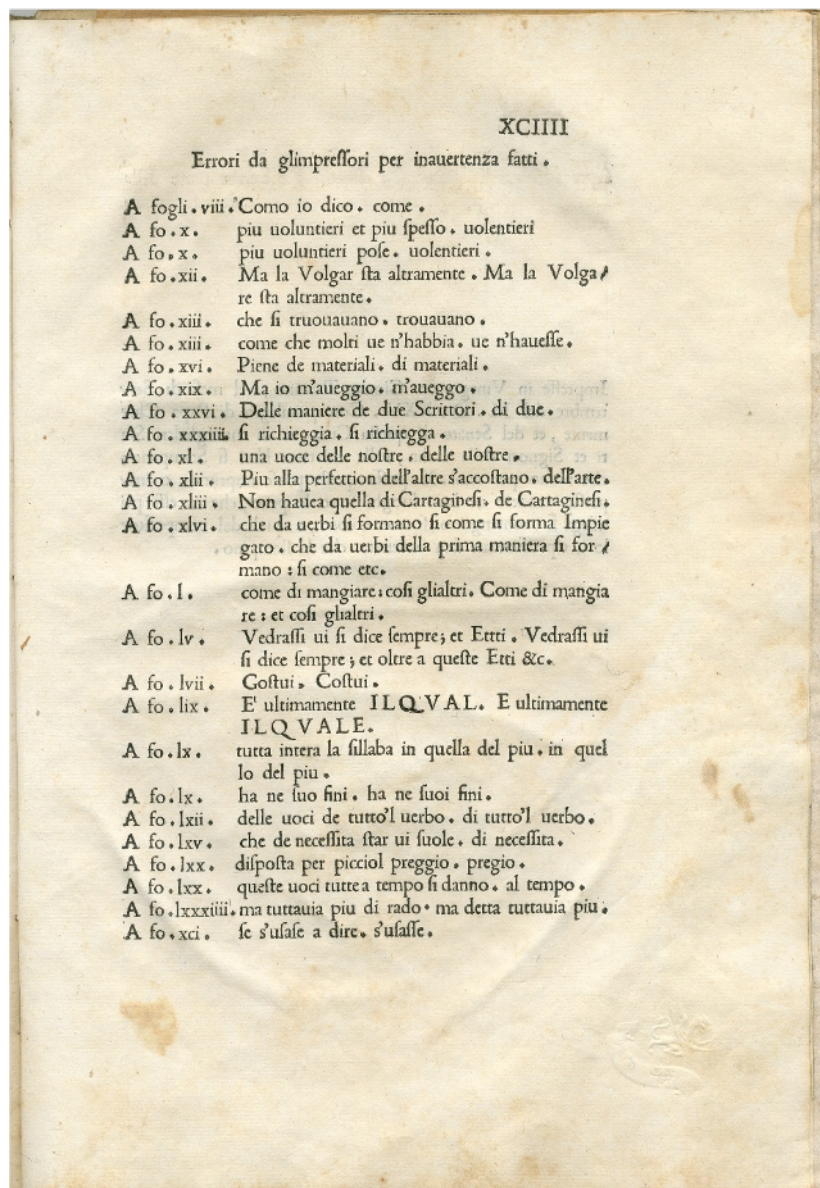 XCIIII
Errori da glimpressori per inauertenza fatti.
A fogli. viii. Como io dico. come.
A fo. x. piu uoluntieri et piu spesso. uolentieri
A fo. x. piu uoluntieri pose. uolentieri.
A fo. xii. Ma la Volgar sta altramente. Ma la Volga/
re sta altramente.
A fo. xiii. che si truouauano. trouauano.
A fo. xiii. come che molti ue n'habbia. ue n'hauesse.
A fo. xvi. Piene de materiali. di materiali.
A fo. xix. Ma io m'aueggio. m'aueggo.
A fo. xxvi. Delle maniere de due Scrittori. di due.
A fo. xxxiiii. si richieggia. si richiegga.
A fo. xl. una uoce delle nostre. delle uostre.
A fo. xlii. Piu alla perfettion dell'altre s'accostano. dell'arte.
A fo. xliii. Non hauea quella di Cartaginesi. de Cartaginesi.
A fo. xlvi. che da uerbi si formano si come si forma Impie
gato. che da uerbi della prima maniera si for/
mano: si come etc.
A fo. l. come di mangiare: cosi glialtri. Come di mangia
re: et cosi glialtri.
A fo. lv. Vedrassi ui si dice sempre; et Ettti. Vedrassi ui
si dice sempre; et oltre a queste Etti &c.
A fo. lvii. Gostui. Costui.
A fo. lix. E' ultimamente ILQVAL. E ultimamente
ILQVALE.
A fo. lx. tutta intera la sillaba in quella del piu. in quel
lo del piu.
A fo. lx. ha ne suo fini. ha ne suoi fini.
A fo. lxii. delle uoci de tutto'l uerbo. di tutto'l uerbo.
A fo. lxv. che de necessita star ui suole. di necessita.
A fo. lxx. disposta per picciol preggio. pregio.
A fo. lxx. queste uoci tutte a tempo si danno. al tempo.
A fo. lxxxiiii. ma tuttauia piu di rado. ma detta tuttauia piu.
A fo. xci. se s'usase a dire. s'usasse.